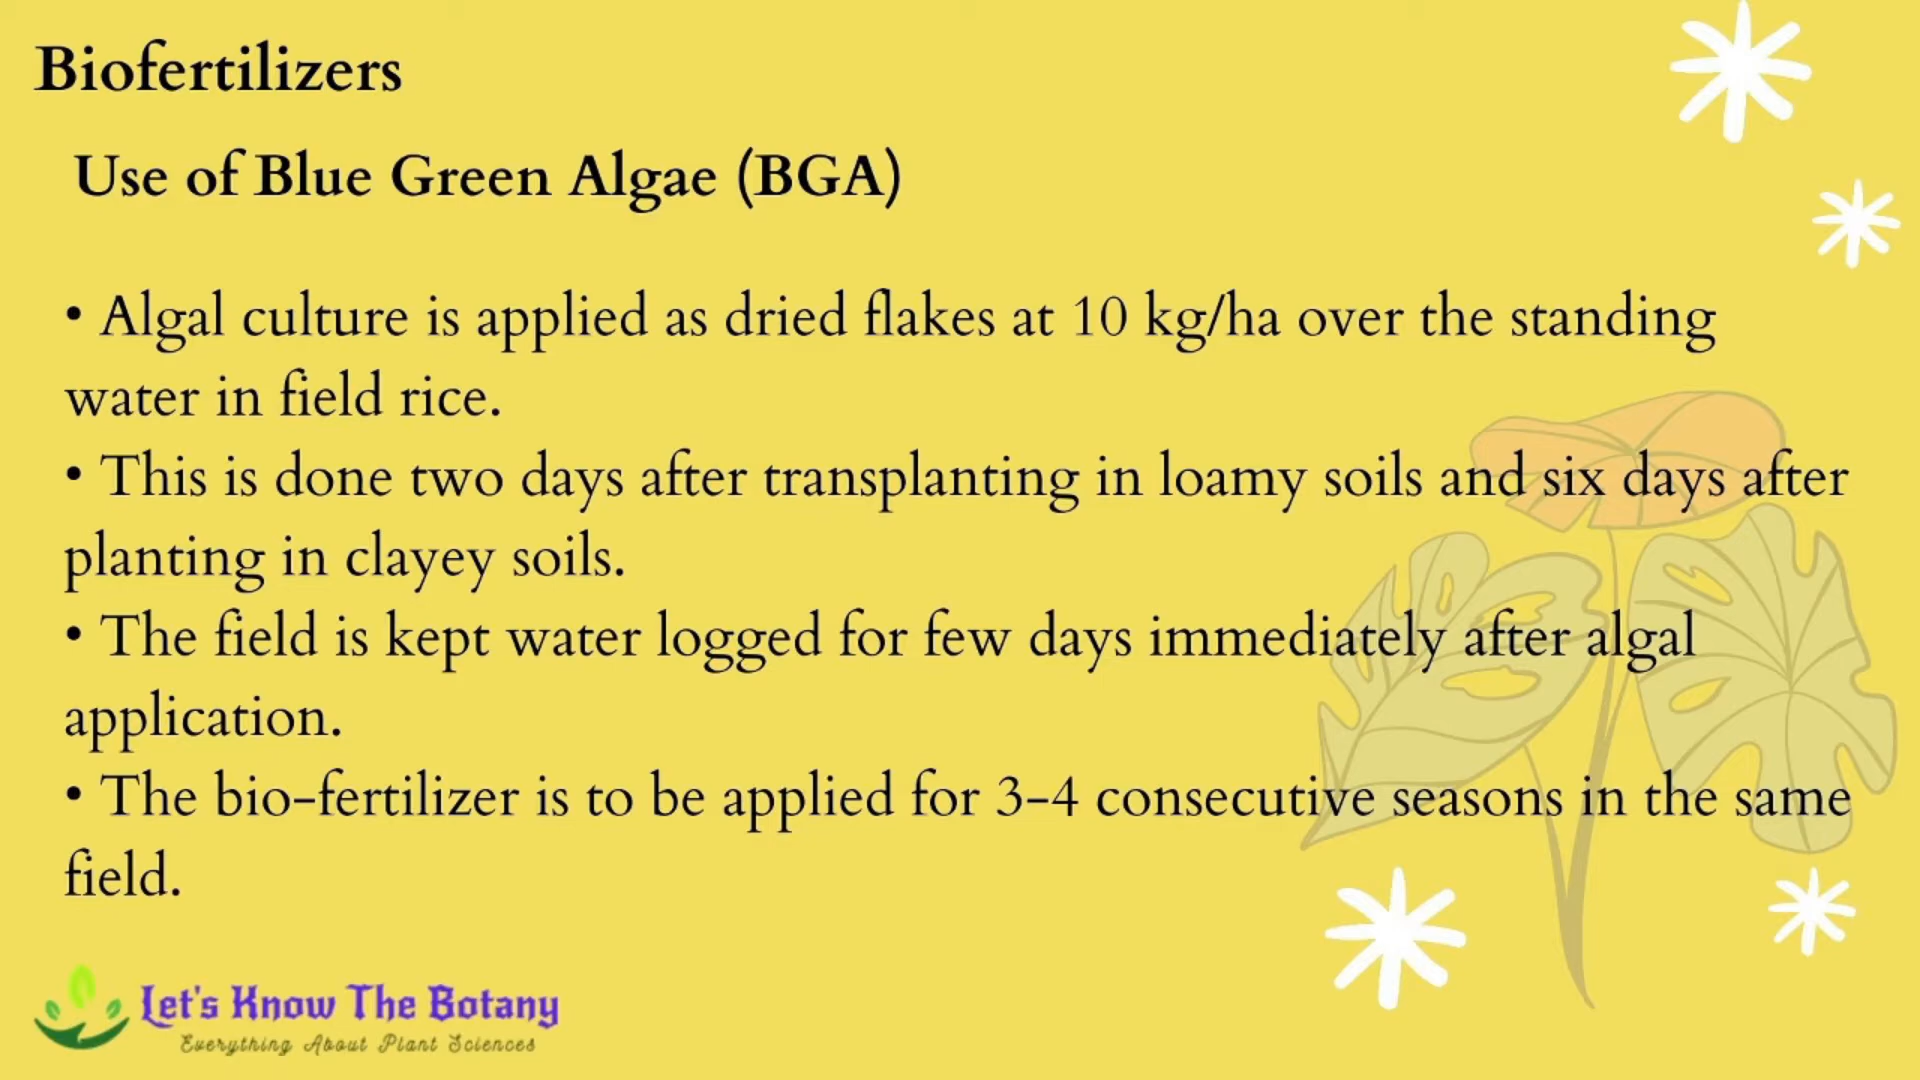 Biofertilizers
Use of Blue Green Algae (BGA)
• Algal culture is applied as dried flakes at 10 kg/ha over the standing
water in field rice.
• This is done two days after transplanting in loamy soils and six days after
planting in clayey soils.
• The field is kept water logged for few days immediately after algal
application.
• The bio-fertilizer is to be applied for 3-4 consecutive seasons in the same
field.
Let's Know The Botany
Everything About Plant Sciences